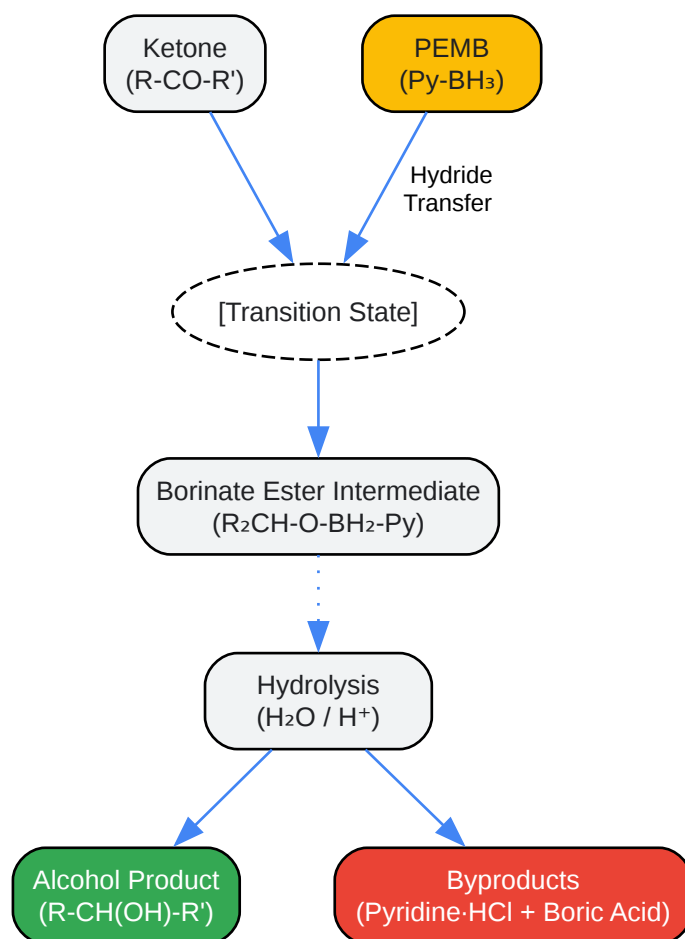 Ketone
(R-CO-R')
PEMB
(Py-BH₃)
Hydride
Transfer
[Transition State]
Borinate Ester Intermediate
(R₂CH-O-BH₂-Py)
Hydrolysis
(H₂O / H⁺)
Alcohol Product
(R-CH(OH)-R')
Byproducts
(Pyridine·HCl + Boric Acid)